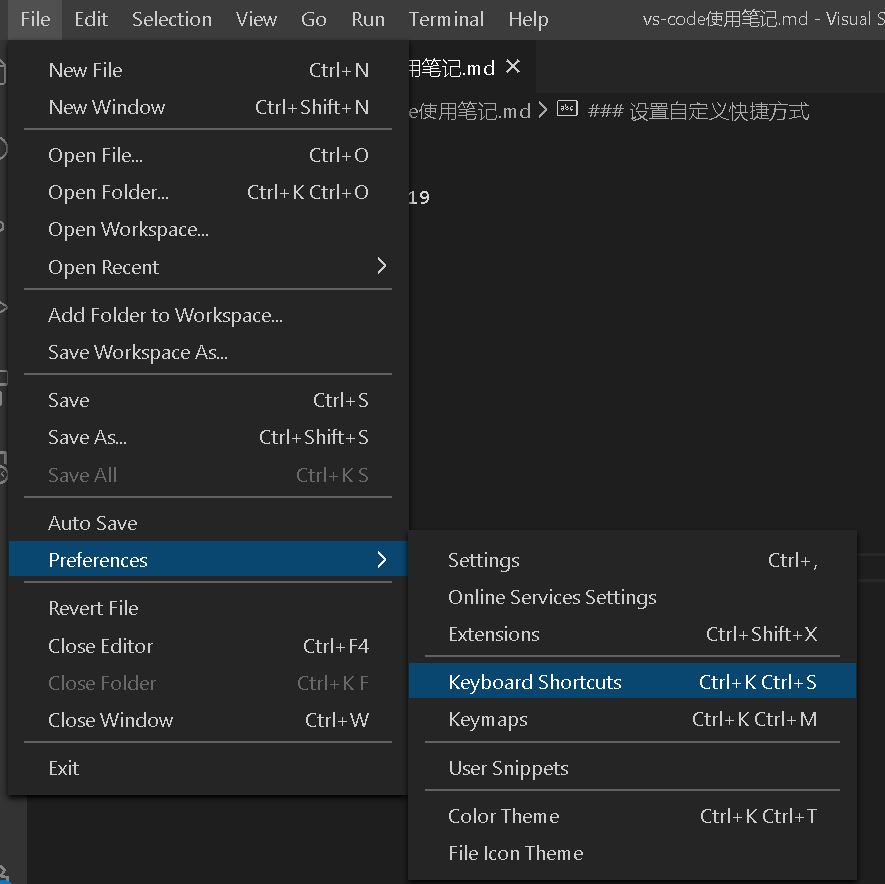 File Edit Selection View Go Run Terminal Help vs-code使用笔记.md - Visual S
用笔记.md
e使用笔记.md > ### 设置自定义快捷方式
19
New File Ctrl+N
New Window Ctrl+Shift+N
Open File... Ctrl+O
Open Folder... Ctrl+K Ctrl+O
Open Workspace...
Open Recent
Add Folder to Workspace...
Save Workspace As...
Save Ctrl+S
Save As... Ctrl+Shift+S
Save All Ctrl+K S
Auto Save
Preferences
Revert File
Close Editor Ctrl+F4
Close Folder Ctrl+K F
Close Window Ctrl+W
Exit
Settings Ctrl+,
Online Services Settings
Extensions Ctrl+Shift+X
Keyboard Shortcuts Ctrl+K Ctrl+S
Keymaps Ctrl+K Ctrl+M
User Snippets
Color Theme Ctrl+K Ctrl+T
File Icon Theme